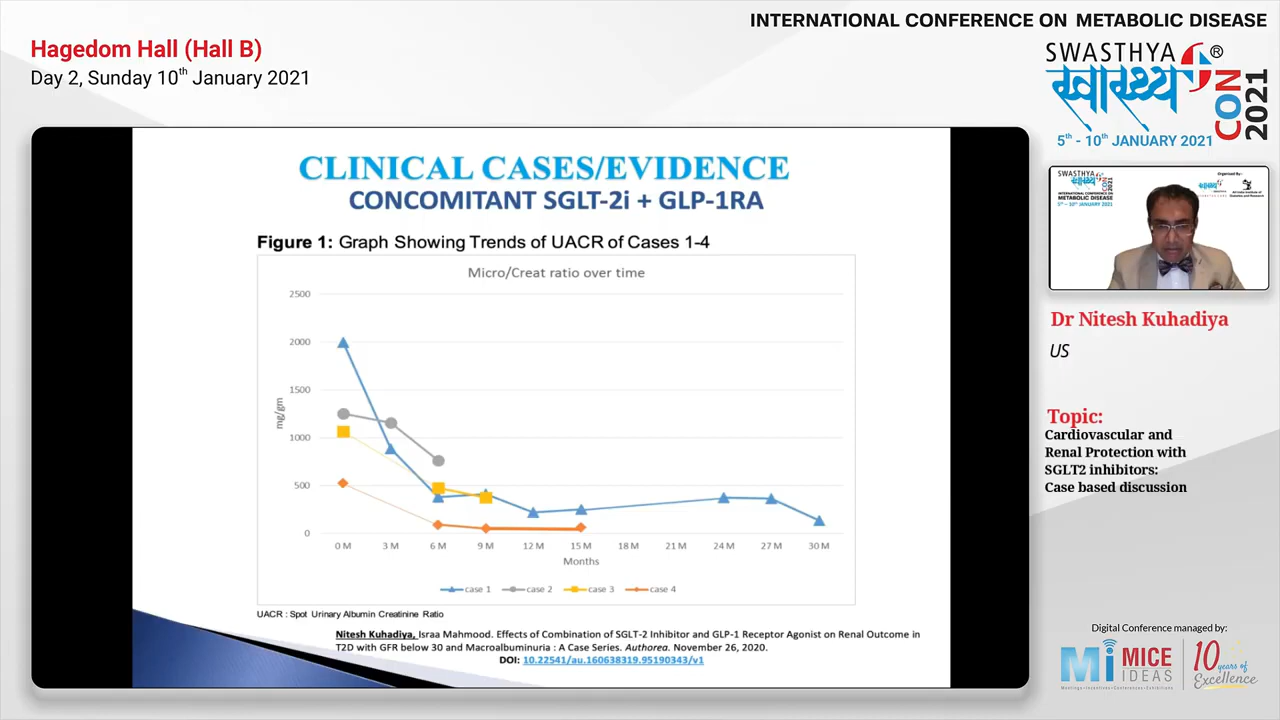 INTERNATIONAL CONFERENCE ON METABOLIC DISEASE
Hagedom Hall (Hall B)
Day 2, Sunday 10th January 2021
SWASTHYA
स्वास्थ्य
CON
2021
5th - 10th JANUARY 2021
CLINICAL CASES/EVIDENCE
CONCOMITANT SGLT-2i + GLP-1RA
Figure 1: Graph Showing Trends of UACR of Cases 1-4
Micro/Creat ratio over time
mg/gm
2500
2000
1500
1000
500
0
0 M 3 M 6 M 9 M 12 M 15 M 18 M 21 M 24 M 27 M 30 M
Months
case 1 case 2 case 3 case 4
UACR : Spot Urinary Albumin Creatinine Ratio
Nitesh Kuhadiya, Israa Mahmood. Effects of Combination of SGLT-2 Inhibitor and GLP-1 Receptor Agonist on Renal Outcome in
T2D with GFR below 30 and Macroalbuminuria : A Case Series. Authorea. November 26, 2020.
DOI: 10.22541/au.160638319.95190343/v1
SWASTHYA
Dr Nitesh Kuhadiya
US
Topic:
Cardiovascular and
Renal Protection with
SGLT2 inhibitors:
Case based discussion
Digital Conference managed by:
Mi MICE
IDEAS
Meetings • Incentives • Conferences • Exhibitions
10 years of
Excellence